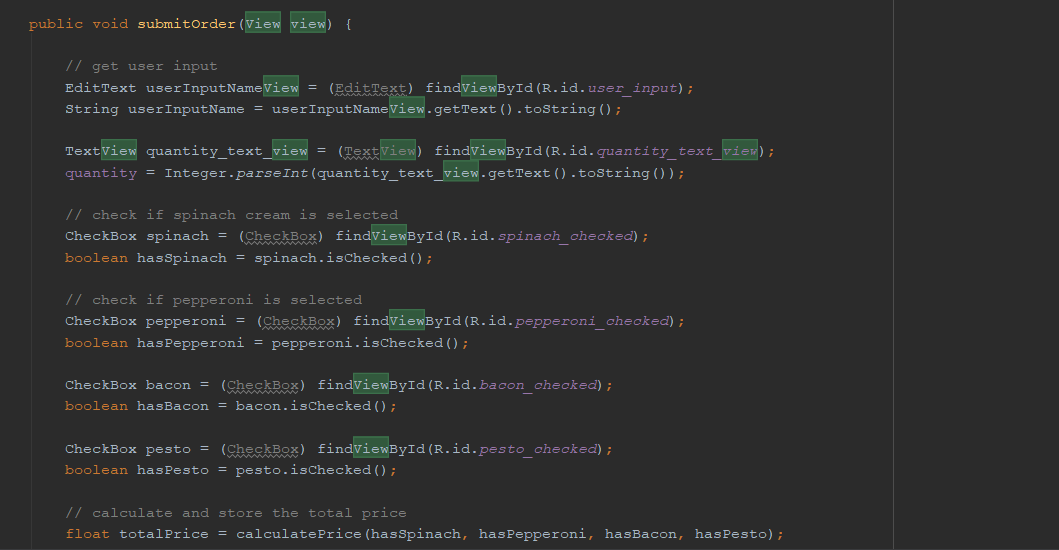 public void submitOrder(View view) {
// get user input
EditText userInputNameView = (EditText) findViewById(R.id.user_input);
String userInputName = userInputNameView.getText().toString();
TextView quantity_text_view = (TextView) findViewById(R.id.quantity_text_view);
quantity = Integer.parseInt(quantity_text_view.getText().toString());
// check if spinach cream is selected
CheckBox spinach = (CheckBox) findViewById(R.id.spinach_checked);
boolean hasSpinach = spinach.isChecked();
// check if pepperoni is selected
CheckBox pepperoni = (CheckBox) findViewById(R.id.pepperoni_checked);
boolean hasPepperoni = pepperoni.isChecked();
CheckBox bacon = (CheckBox) findViewById(R.id.bacon_checked);
boolean hasBacon = bacon.isChecked();
CheckBox pesto = (CheckBox) findViewById(R.id.pesto_checked);
boolean hasPesto = pesto.isChecked();
// calculate and store the total price
float totalPrice = calculatePrice(hasSpinach, hasPepperoni, hasBacon, hasPesto);